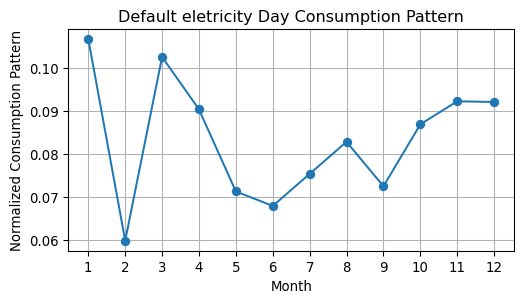 Default eletricity Day Consumption Pattern
Normalized Consumption Pattern
0.10
0.09
0.08
0.07
0.06
1 2 3 4 5 6 7 8 9 10 11 12
Month